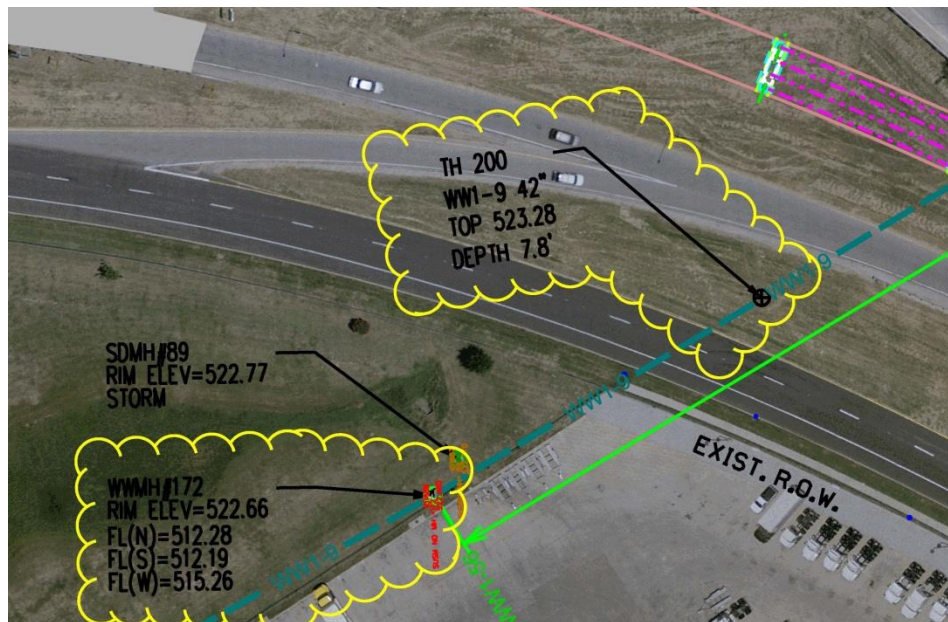 TH 200
WW1-9 42"
TOP 523.28
DEPTH 7.8'
WW1-9
WW1-9
SDMH#89
RIM ELEV=522.77
STORM
EXIST. R.O.W.
WWMH#172
RIM ELEV=522.66
FL(N)=512.28
FL(S)=512.19
FL(W)=515.26